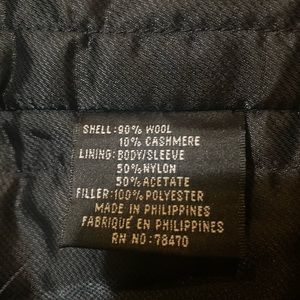 SHELL: 90% WOOL
10% CASHMERE
LINING: BODY/SLEEVE
50% NYLON
50% ACETATE
FILLER: 100% POLYESTER
MADE IN PHILIPPINES
FABRIQUÉ EN PHILIPPINES
RN NO: 78470